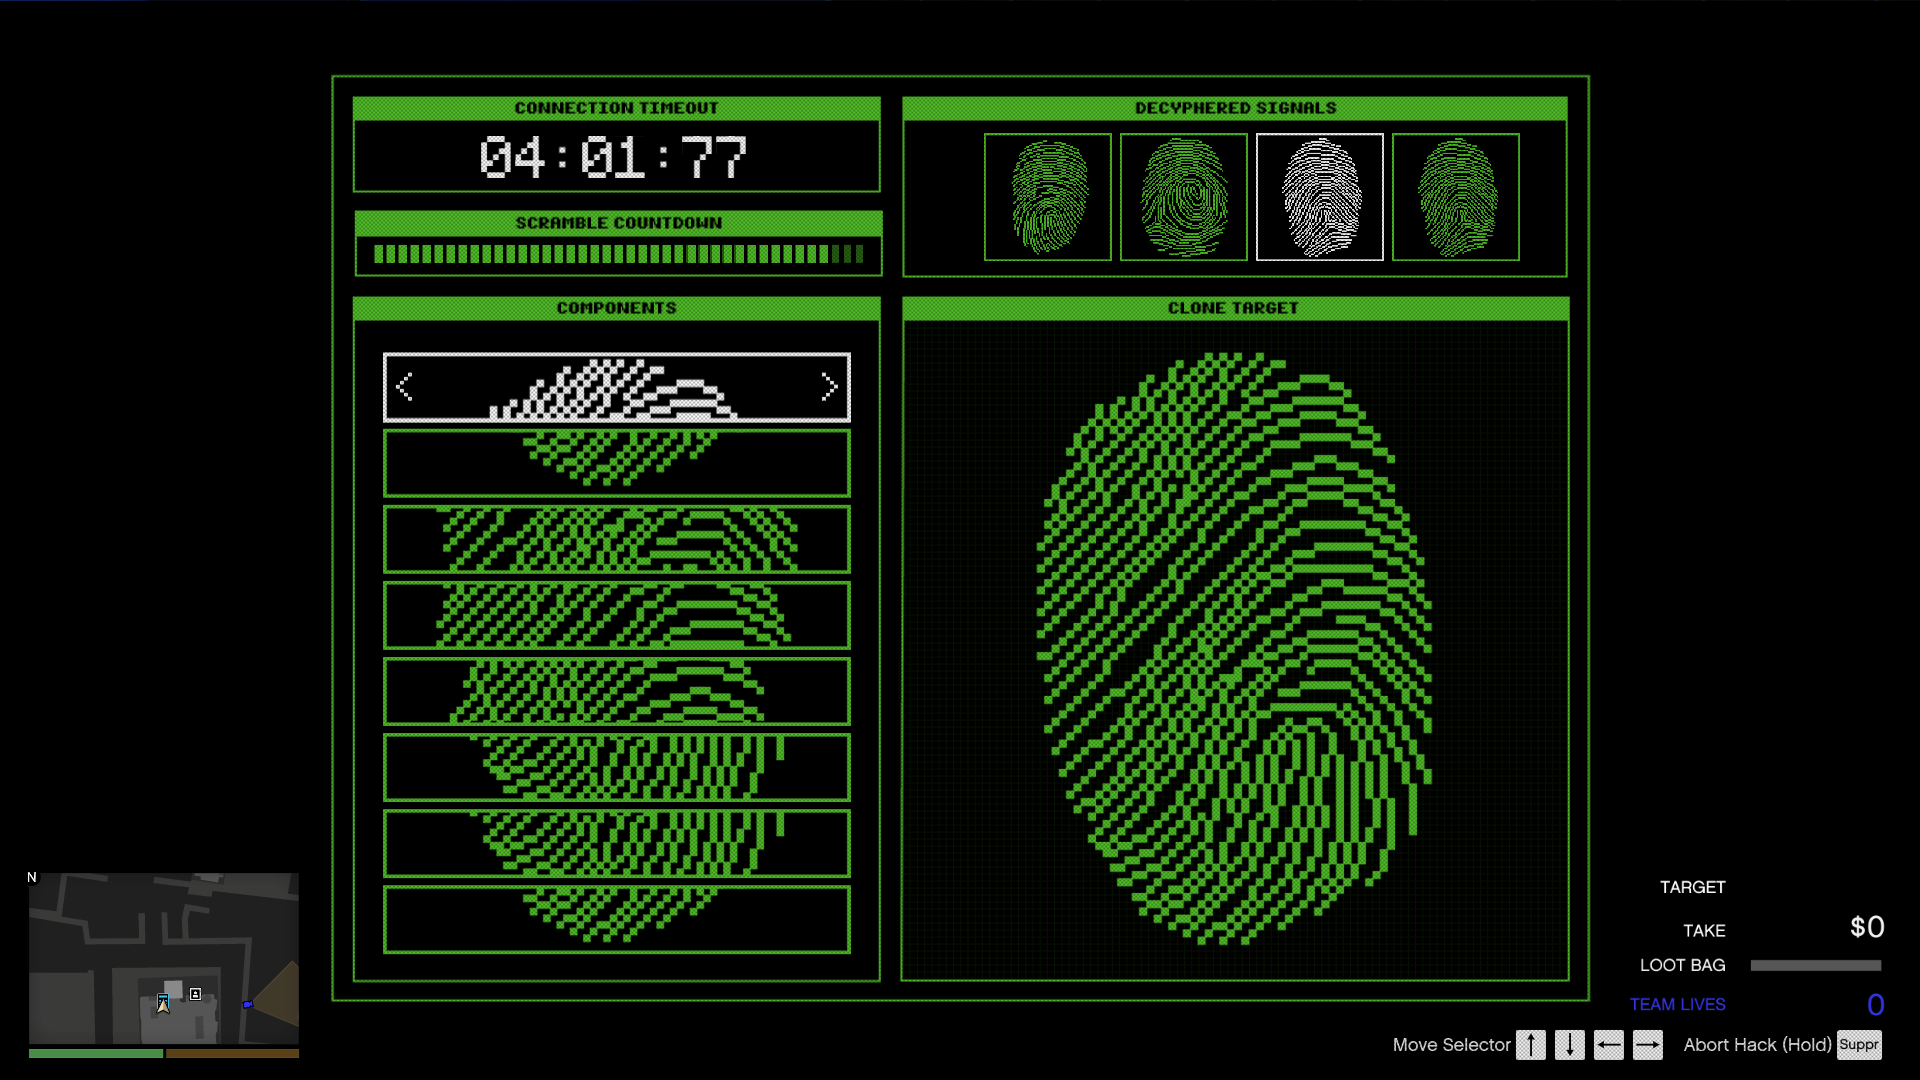 CONNECTION TIMEOUT
04:01:77
DECYPHERED SIGNALS
SCRAMBLE COUNTDOWN
COMPONENTS
CLONE TARGET
N
TARGET
TAKE $0
LOOT BAG
TEAM LIVES 0
Move Selector ↑ ↓ ← → Abort Hack (Hold) Suppr